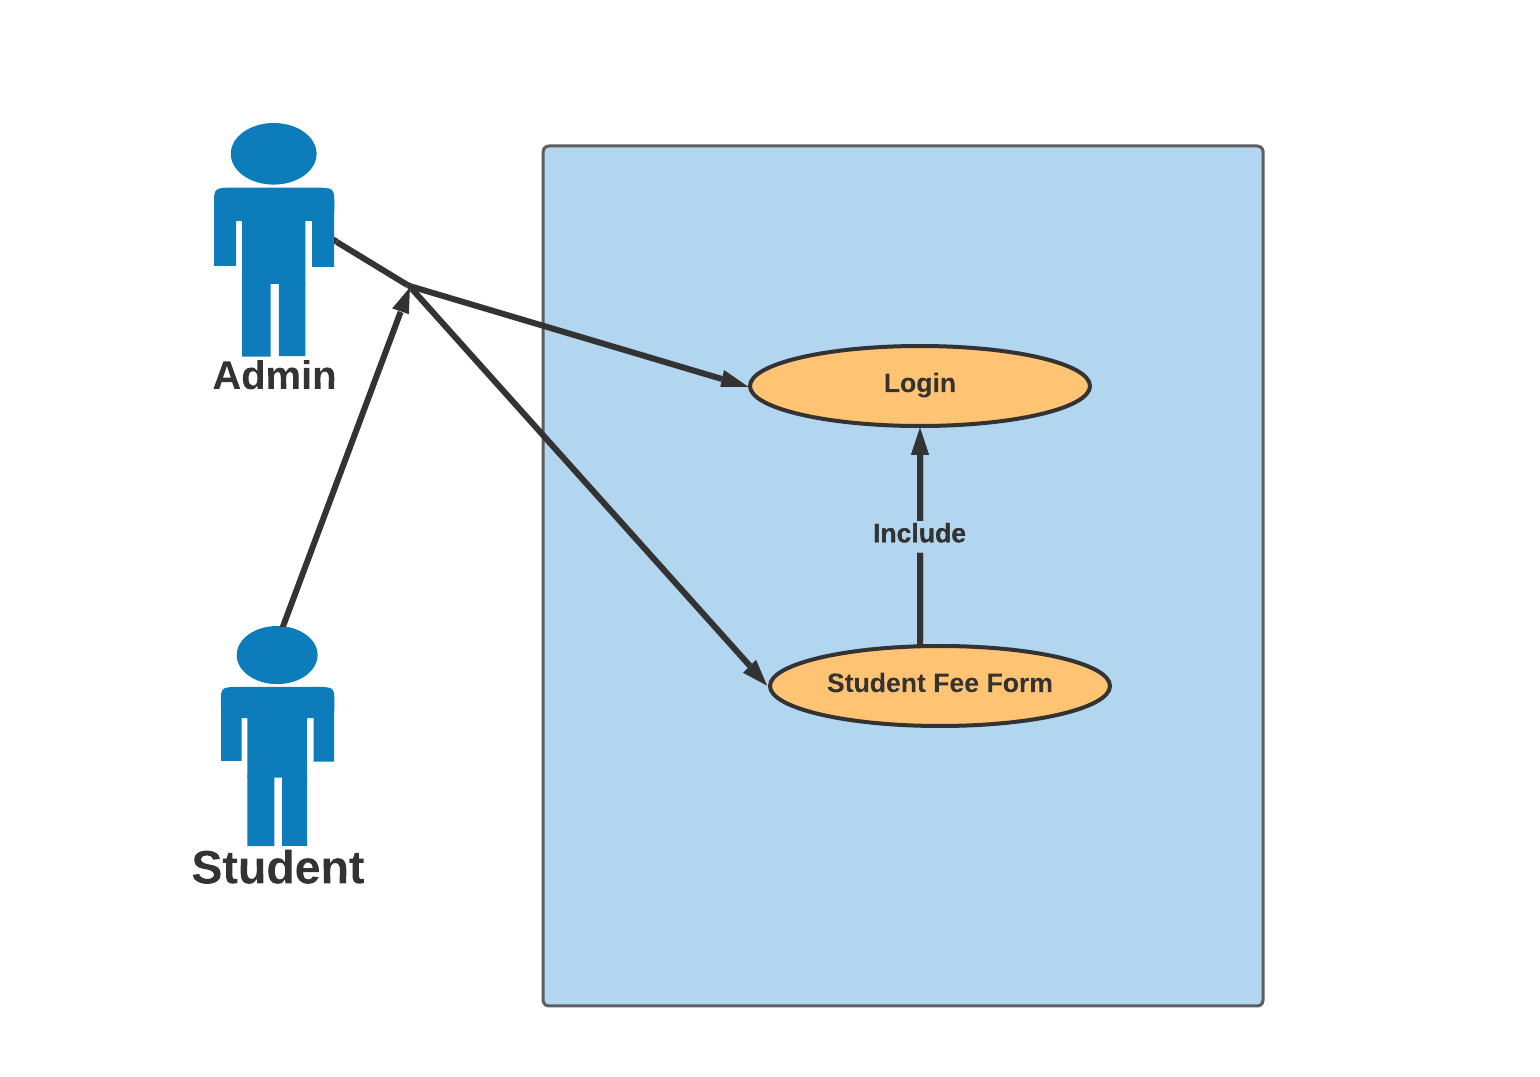 Admin
Login
Include
Student Fee Form
Student